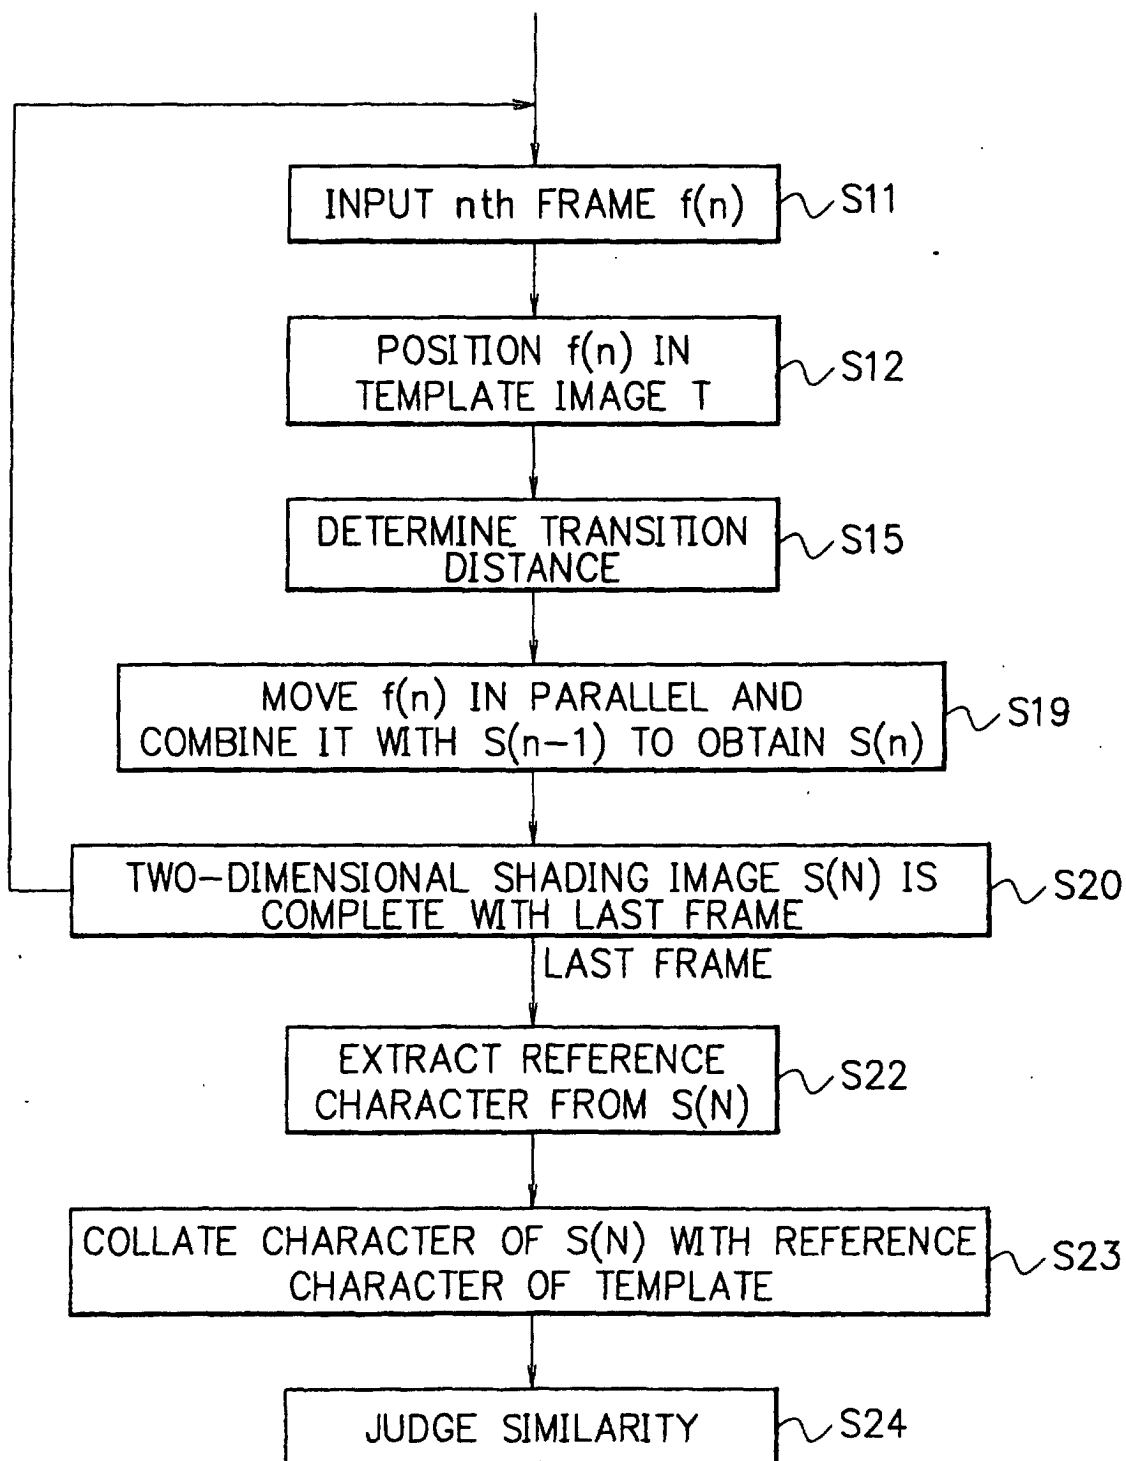 INPUT nth FRAME f(n)
S11
POSITION f(n) IN
TEMPLATE IMAGE T
S12
DETERMINE TRANSITION
DISTANCE
S15
MOVE f(n) IN PARALLEL AND
COMBINE IT WITH S(n-1) TO OBTAIN S(n)
S19
TWO-DIMENSIONAL SHADING IMAGE S(N) IS
COMPLETE WITH LAST FRAME
S20
LAST FRAME
EXTRACT REFERENCE
CHARACTER FROM S(N)
S22
COLLATE CHARACTER OF S(N) WITH REFERENCE
CHARACTER OF TEMPLATE
S23
JUDGE SIMILARITY
S24